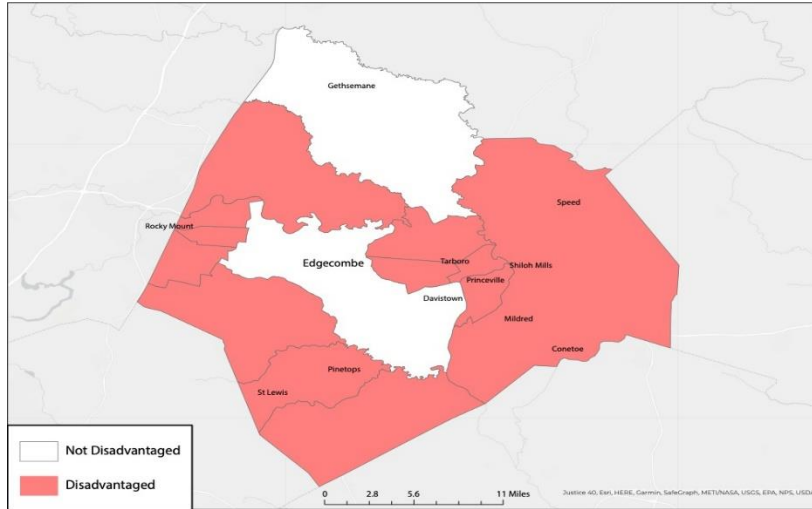 Gethsemane
Speed
Rocky Mount
Edgecombe
Tarboro
Shiloh Mills
Princeville
Davistown
Mildred
Conetoe
Pinetops
St Lewis
Not Disadvantaged
Disadvantaged
0 2.8 5.6 11 Miles
Justice 40, Esri, HERE, Garmin, SafeGraph, METI/NASA, USGS, EPA, NPS, USDA